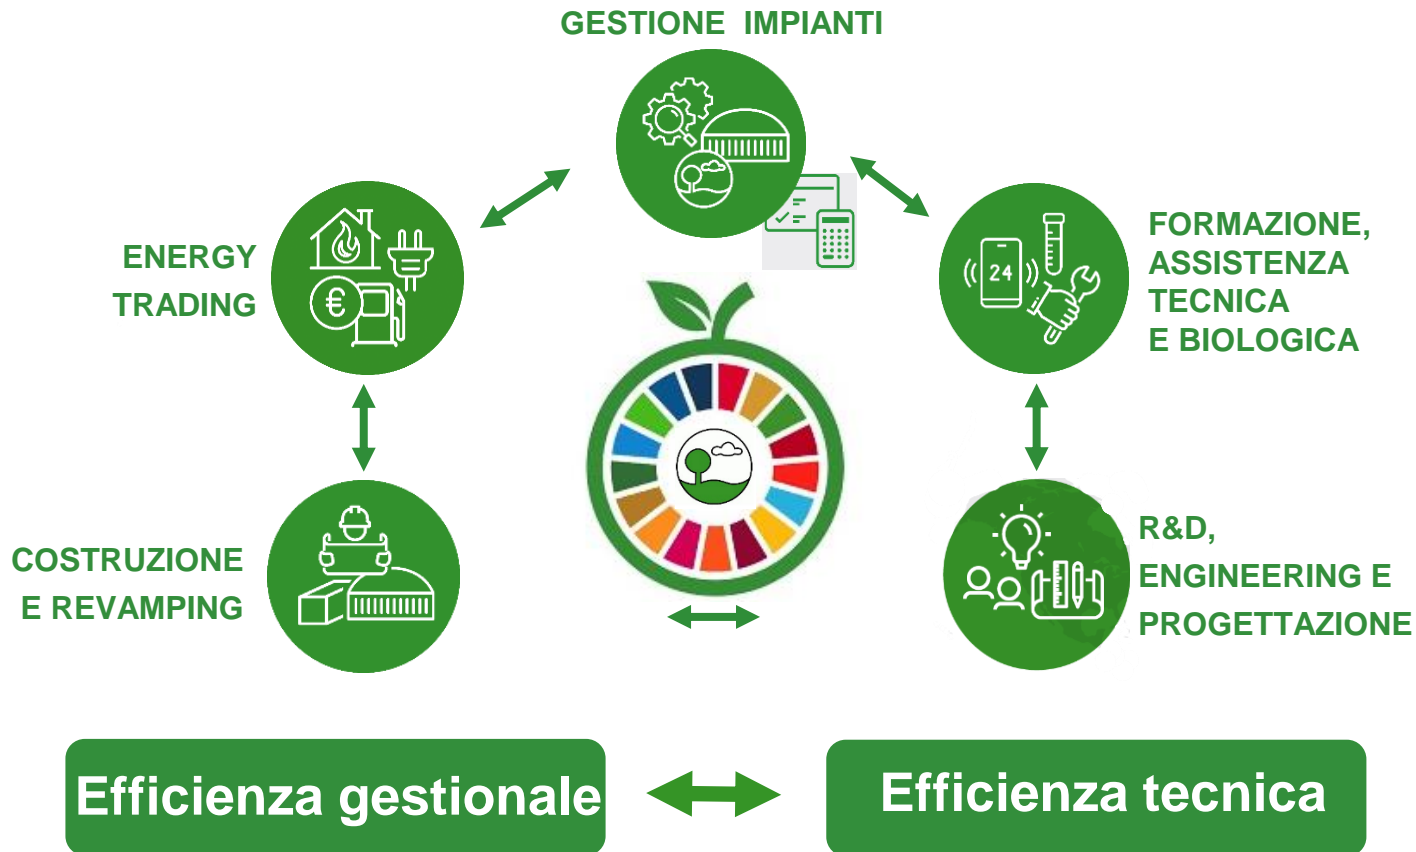 GESTIONE IMPIANTI
ENERGY
TRADING
€
24
FORMAZIONE,
ASSISTENZA
TECNICA
E BIOLOGICA
COSTRUZIONE
E REVAMPING
R&D,
ENGINEERING E
PROGETTAZIONE
Efficienza gestionale
Efficienza tecnica